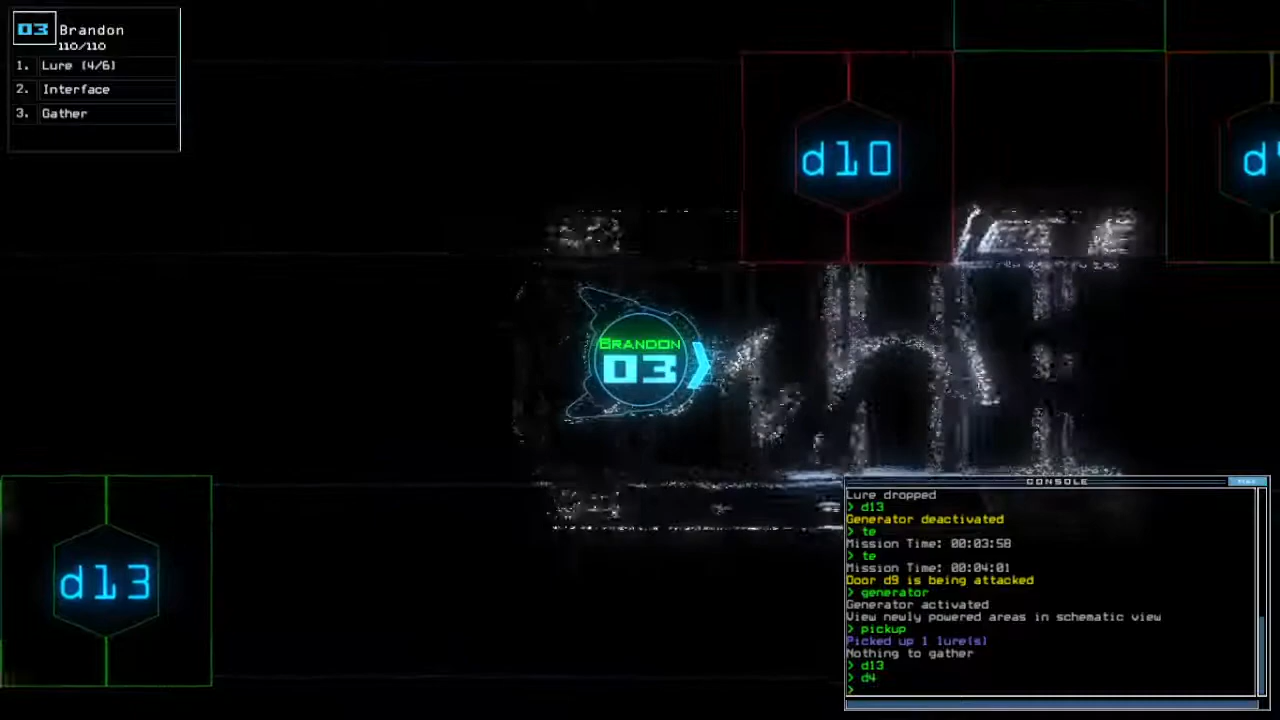 03 Brandon
110/110
1. Lure (4/6)
2. Interface
3. Gather
d10
BRANDON
03
d13
CONSOLE
Lure dropped
> d13
Generator deactivated
> te
Mission Time: 00:03:58
> te
Mission Time: 00:04:01
Door d9 is being attacked
> generator
Generator activated
View newly powered areas in schematic view
> pickup
Picked up 1 lure(s)
Nothing to gather
> d13
> d4
>